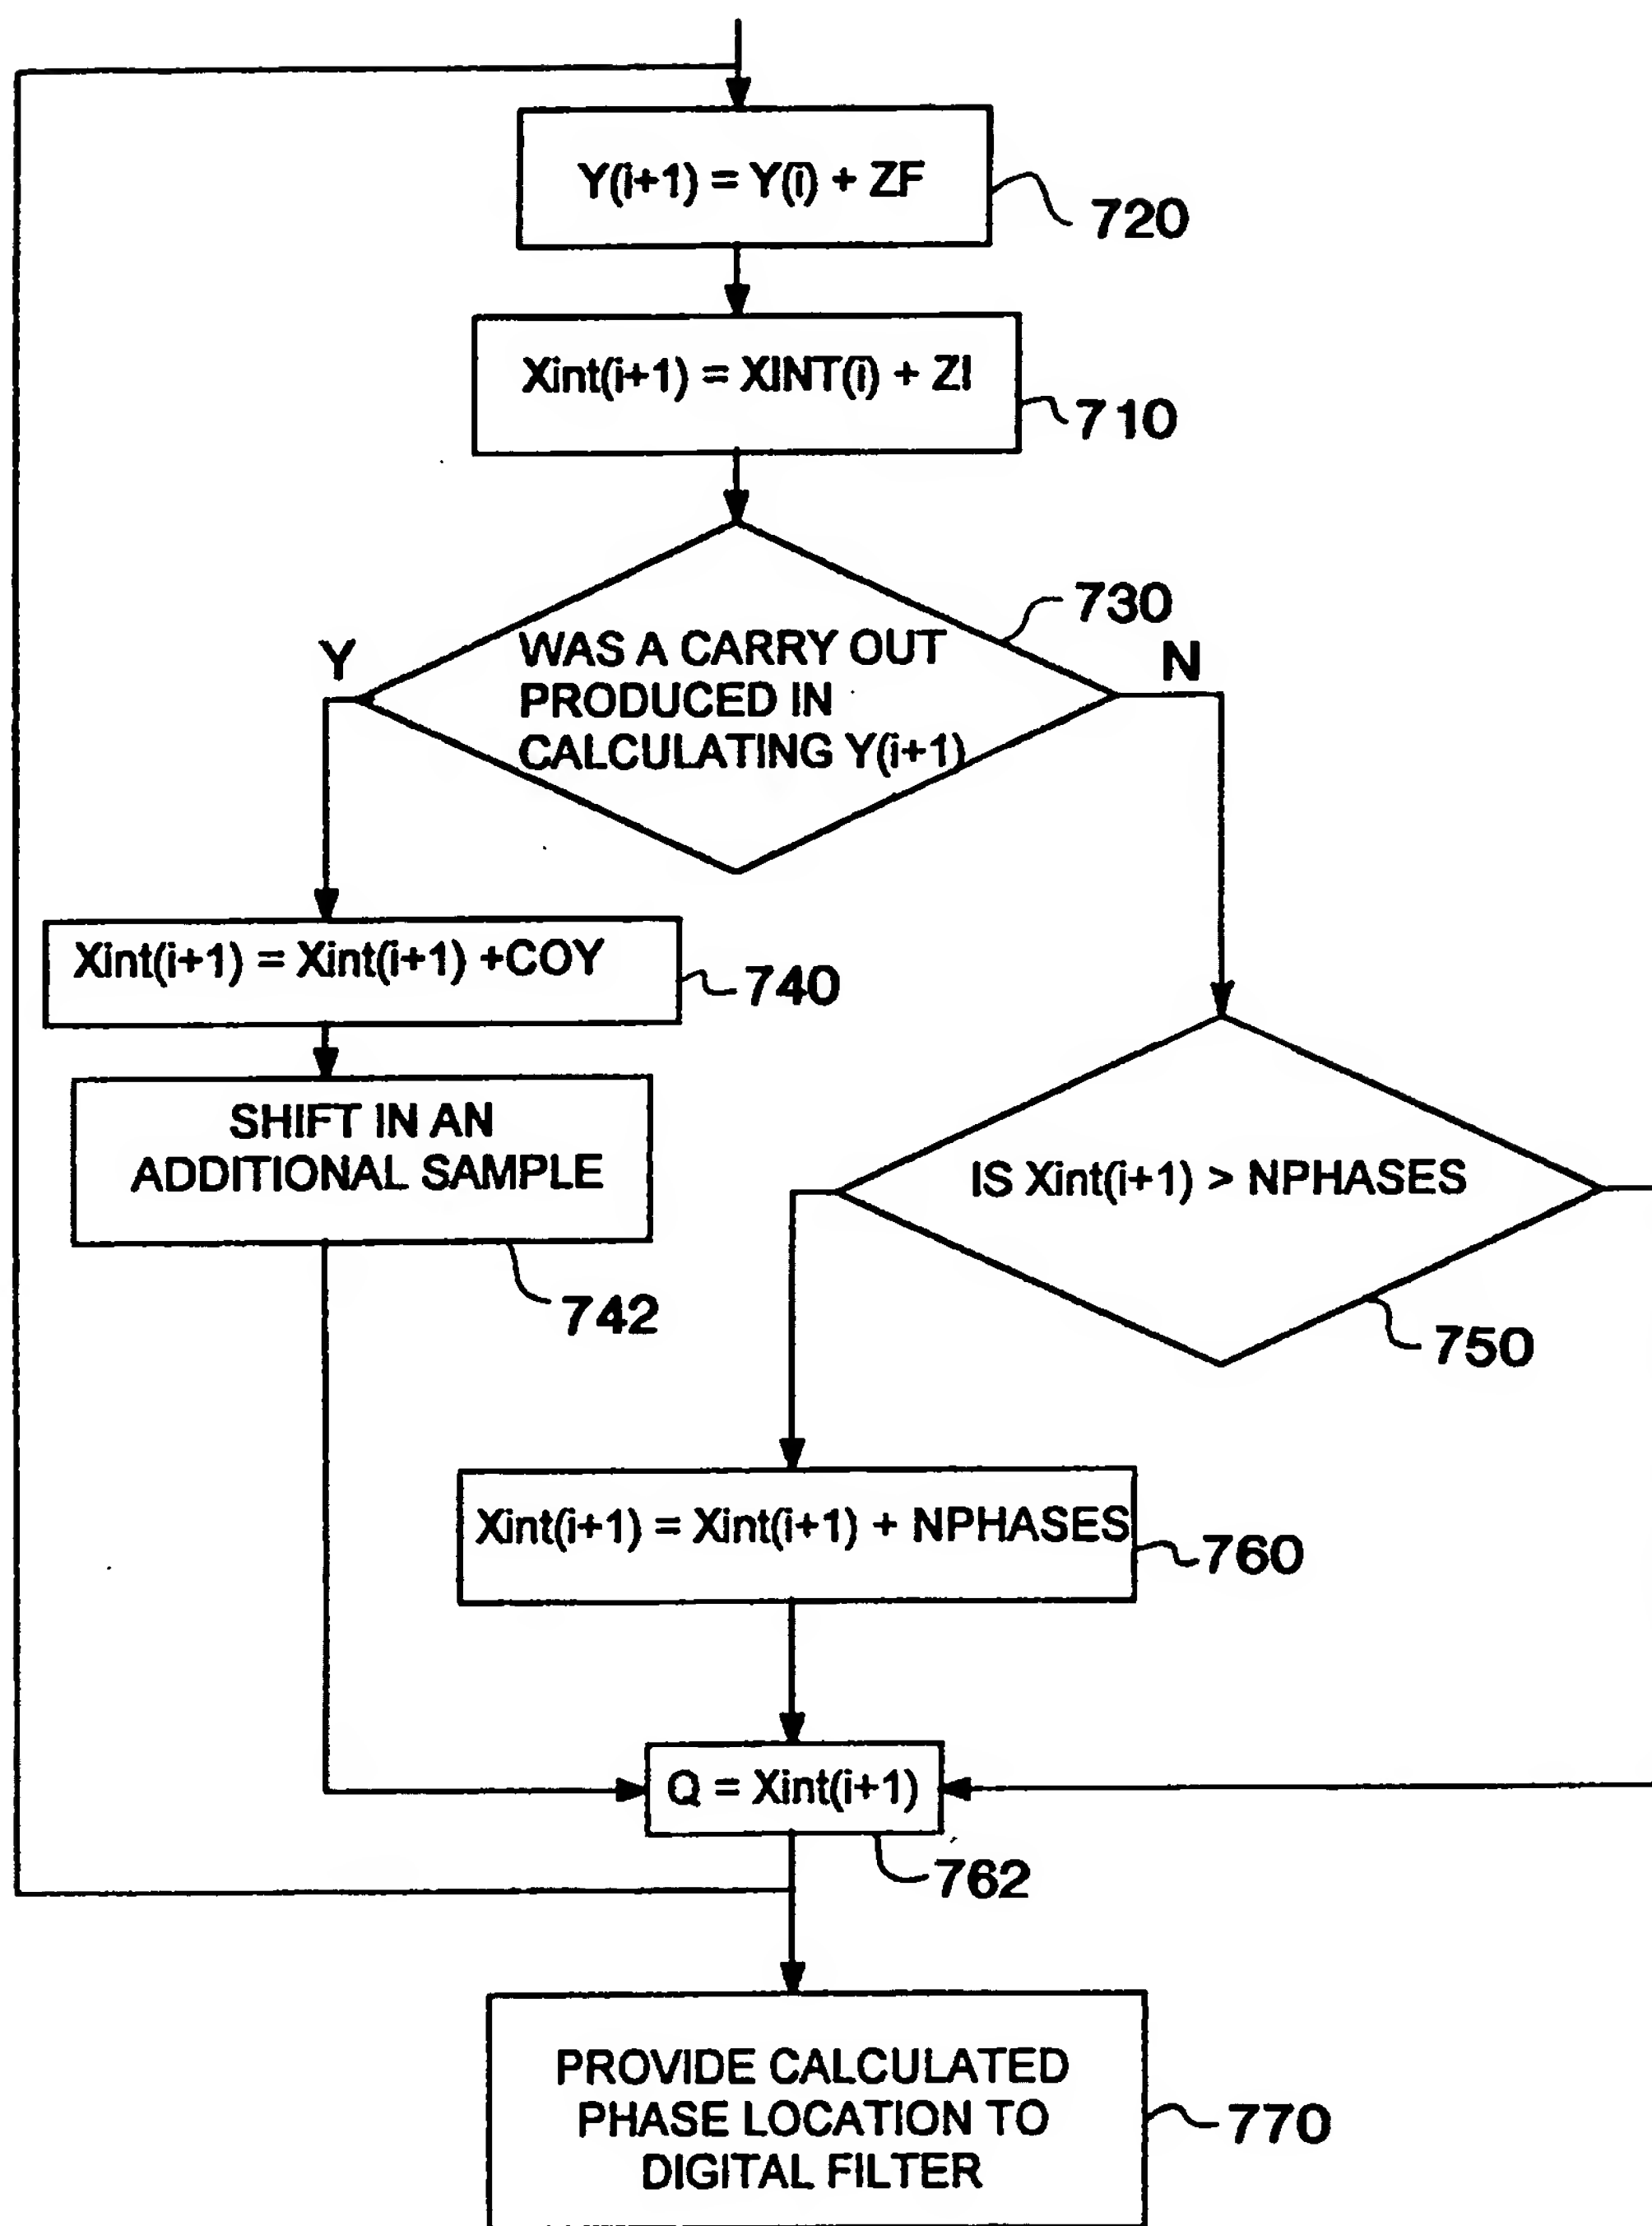 Y(i+1) = Y(i) + ZF
720
Xint(i+1) = XINT(i) + ZI
710
730
Y
N
WAS A CARRY OUT
PRODUCED IN
CALCULATING Y(i+1)
Xint(i+1) = Xint(i+1) +COY
740
SHIFT IN AN
ADDITIONAL SAMPLE
742
IS Xint(i+1) > NPHASES
750
Xint(i+1) = Xint(i+1) + NPHASES
760
Q = Xint(i+1)
762
PROVIDE CALCULATED
PHASE LOCATION TO
DIGITAL FILTER
770